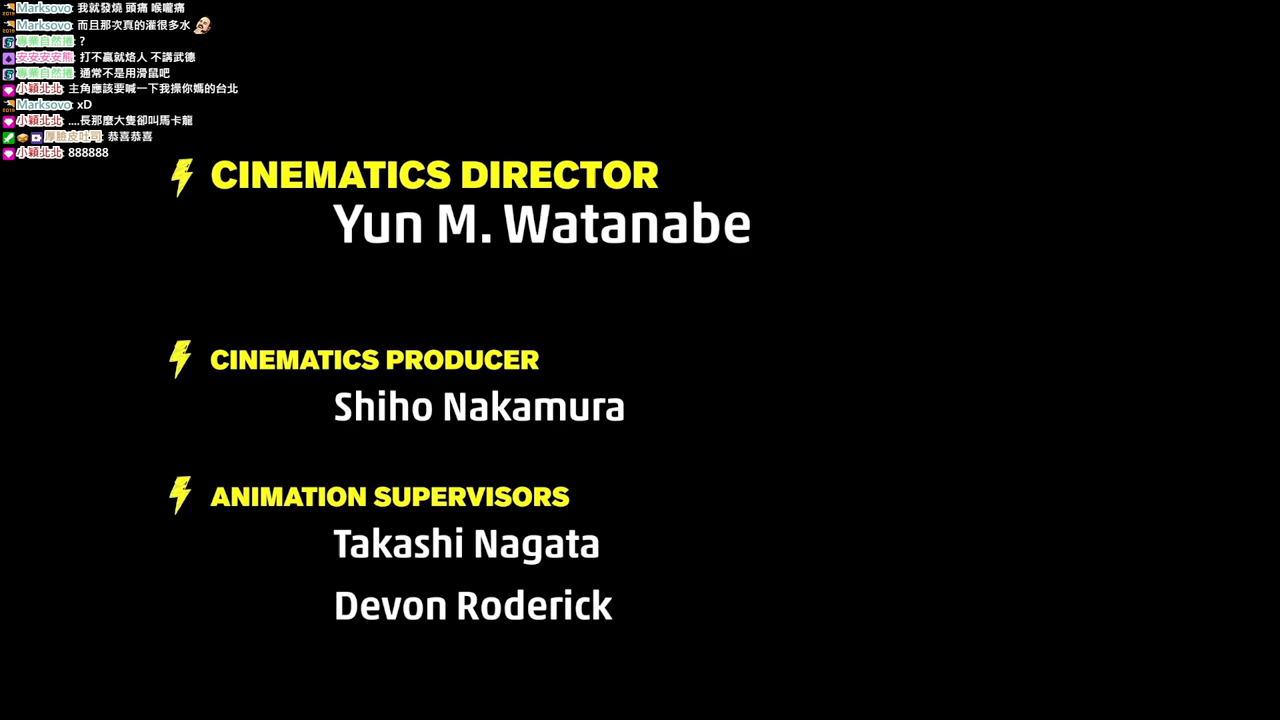 Marksovo: 我就發燒 頭痛 喉嚨痛
Marksovo: 而且那次真的灌很多水
專業自然捲: ?
安安安安熊: 打不贏就烙人 不講武德
專業自然捲: 通常不是用滑鼠吧
小穎北北: 主角應該要喊一下我操你媽的台北
Marksovo: xD
小穎北北: ....長那麼大隻卻叫馬卡龍
厚臉皮吐司: 恭喜恭喜
小穎北北: 888888
CINEMATICS DIRECTOR
Yun M. Watanabe
CINEMATICS PRODUCER
Shiho Nakamura
ANIMATION SUPERVISORS
Takashi Nagata
Devon Roderick